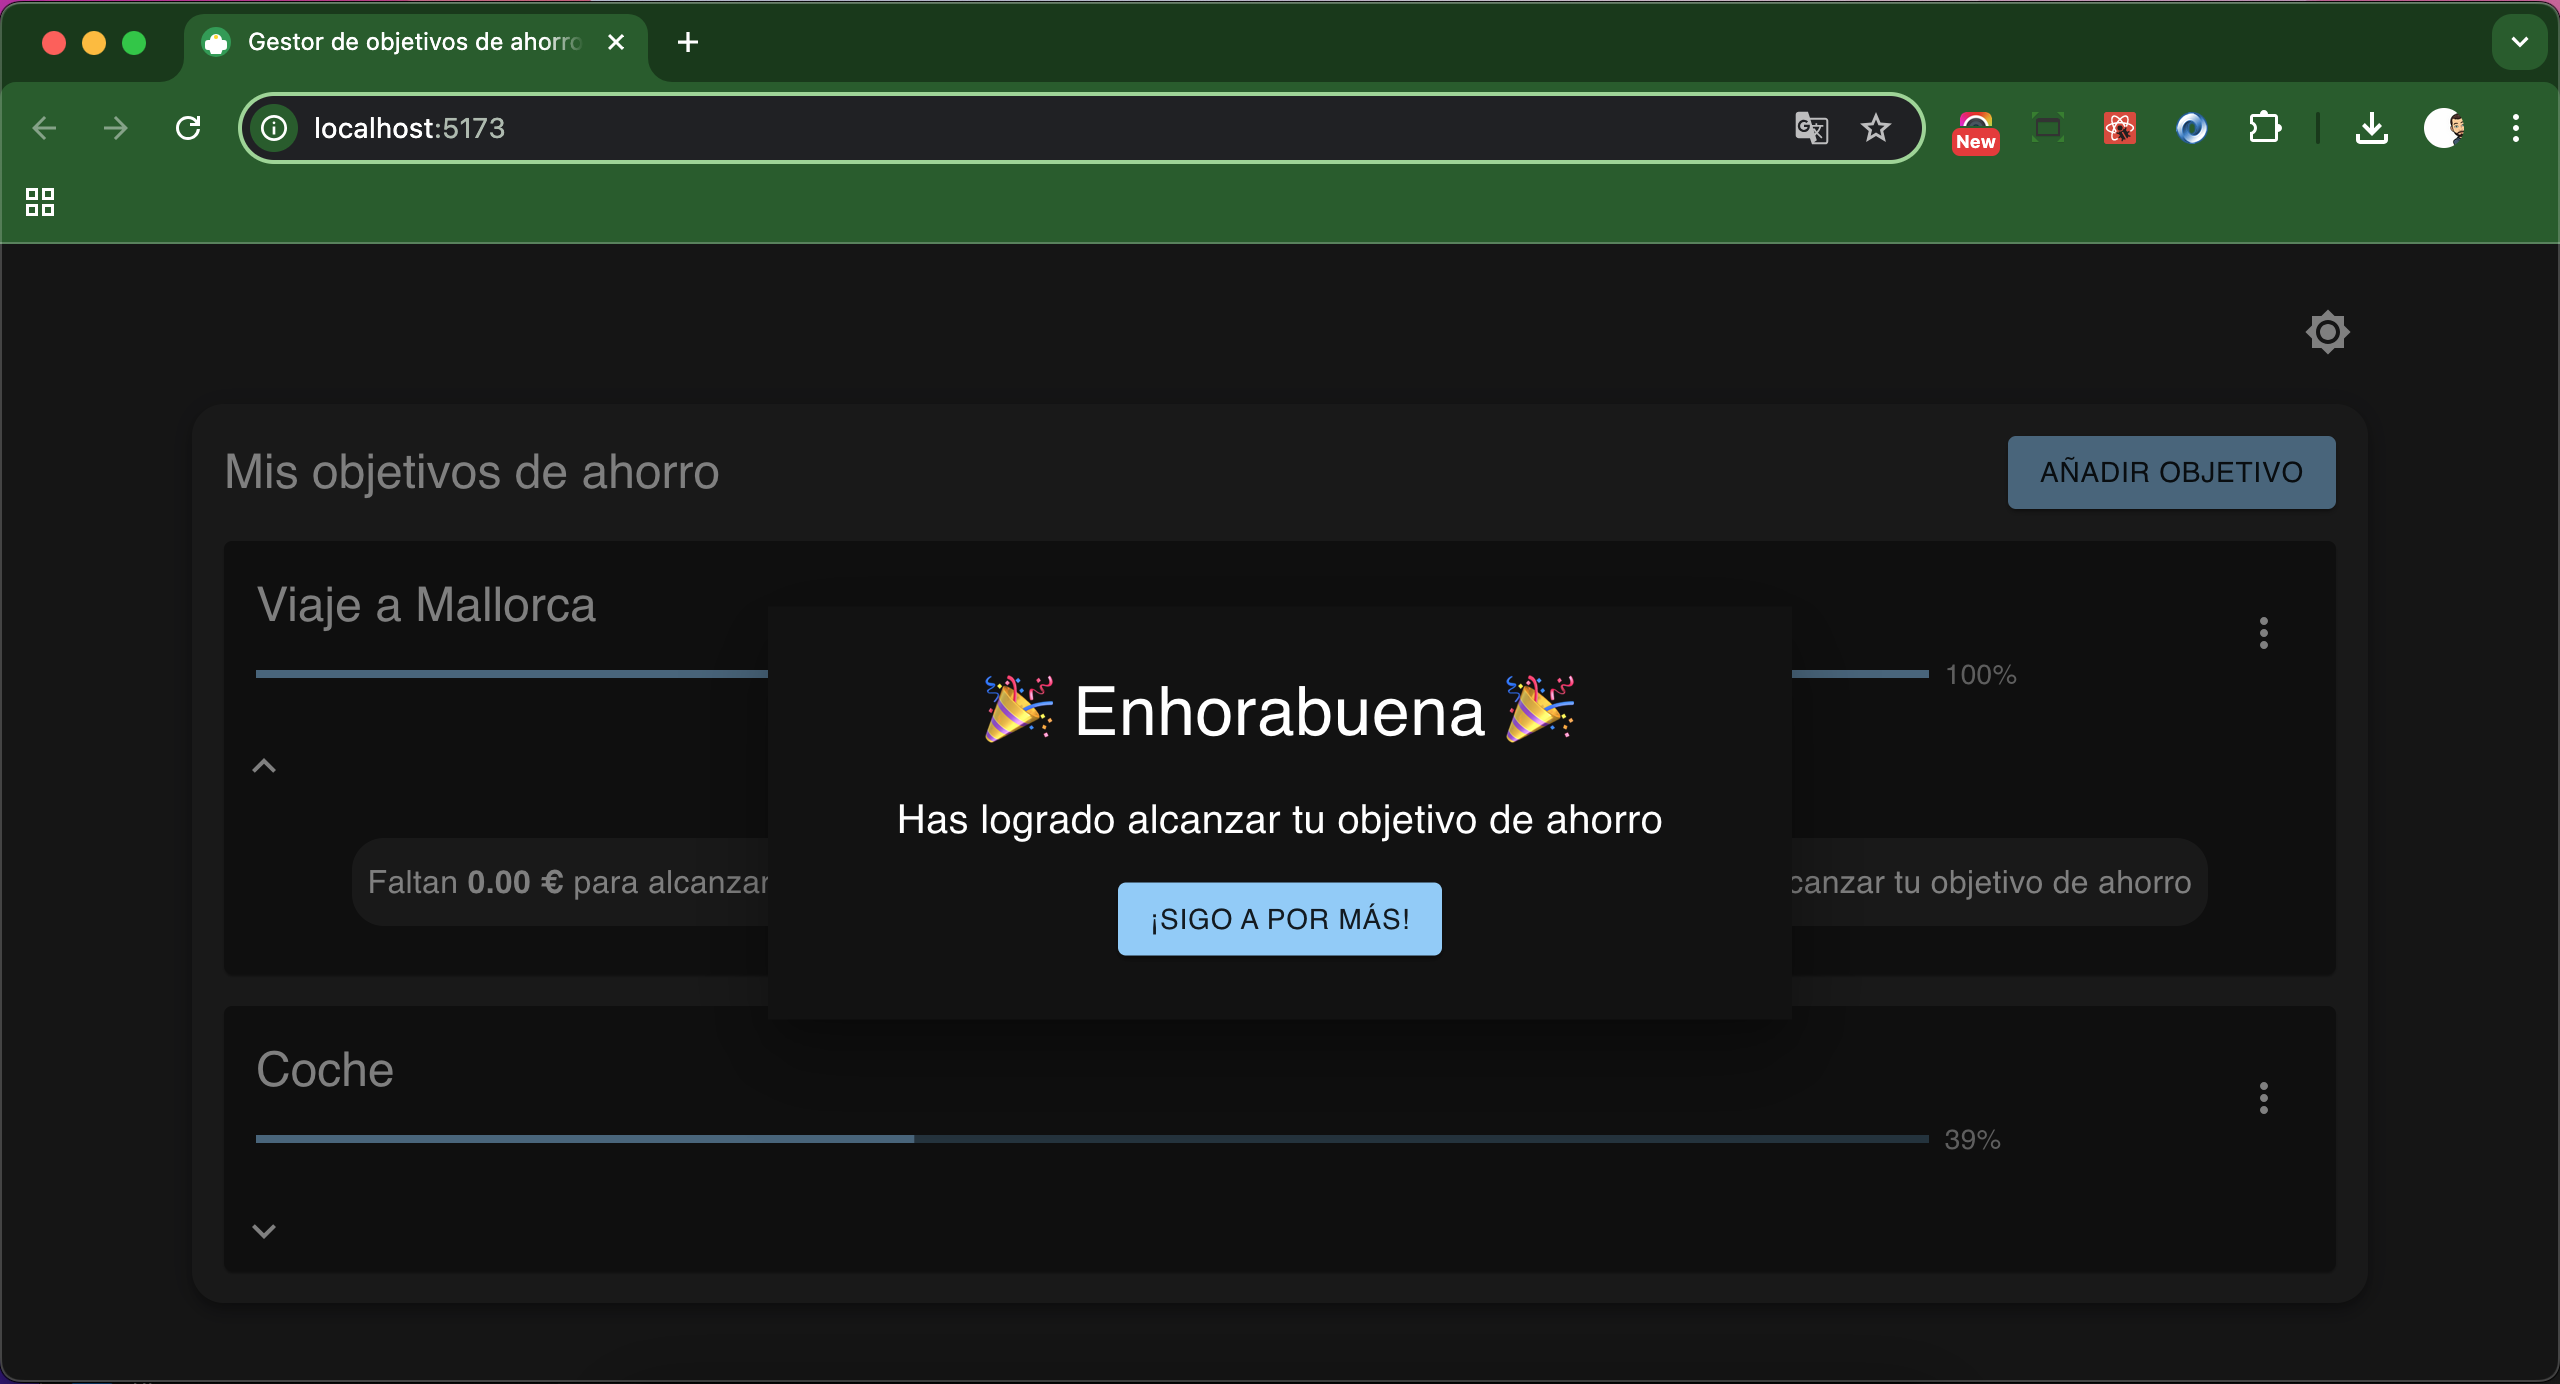 Gestor de objetivos de ahorro
localhost:5173
New
Mis objetivos de ahorro
AÑADIR OBJETIVO
Viaje a Mallorca
100%
🎉 Enhorabuena 🎉
Has logrado alcanzar tu objetivo de ahorro
Faltan 0.00 € para alcanzar
canzar tu objetivo de ahorro
¡SIGO A POR MÁS!
Coche
39%